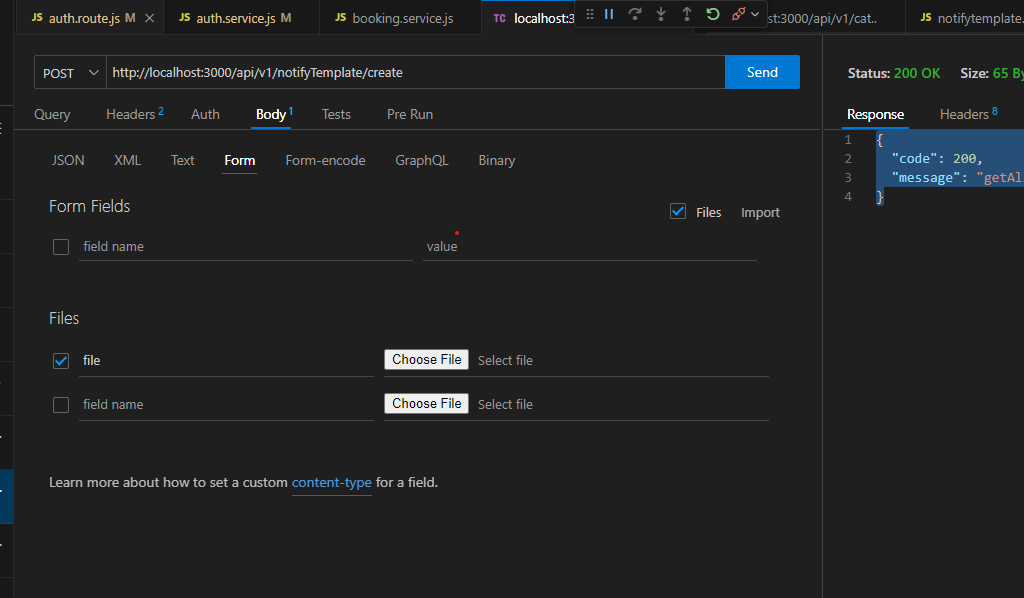 JS auth.route.js M
JS auth.service.js M
JS booking.service.js
TC localhost:3
st:3000/api/v1/cat..
JS notifytemplate.
POST
http://localhost:3000/api/v1/notifyTemplate/create
Send
Status: 200 OK Size: 65 By
Query Headers 2 Auth Body 1 Tests Pre Run
Response Headers 8
JSON XML Text Form Form-encode GraphQL Binary
1 {
2 "code": 200,
3 "message": "getAl
4 }
Form Fields
Files Import
field name value
Files
file Choose File Select file
field name Choose File Select file
Learn more about how to set a custom content-type for a field.